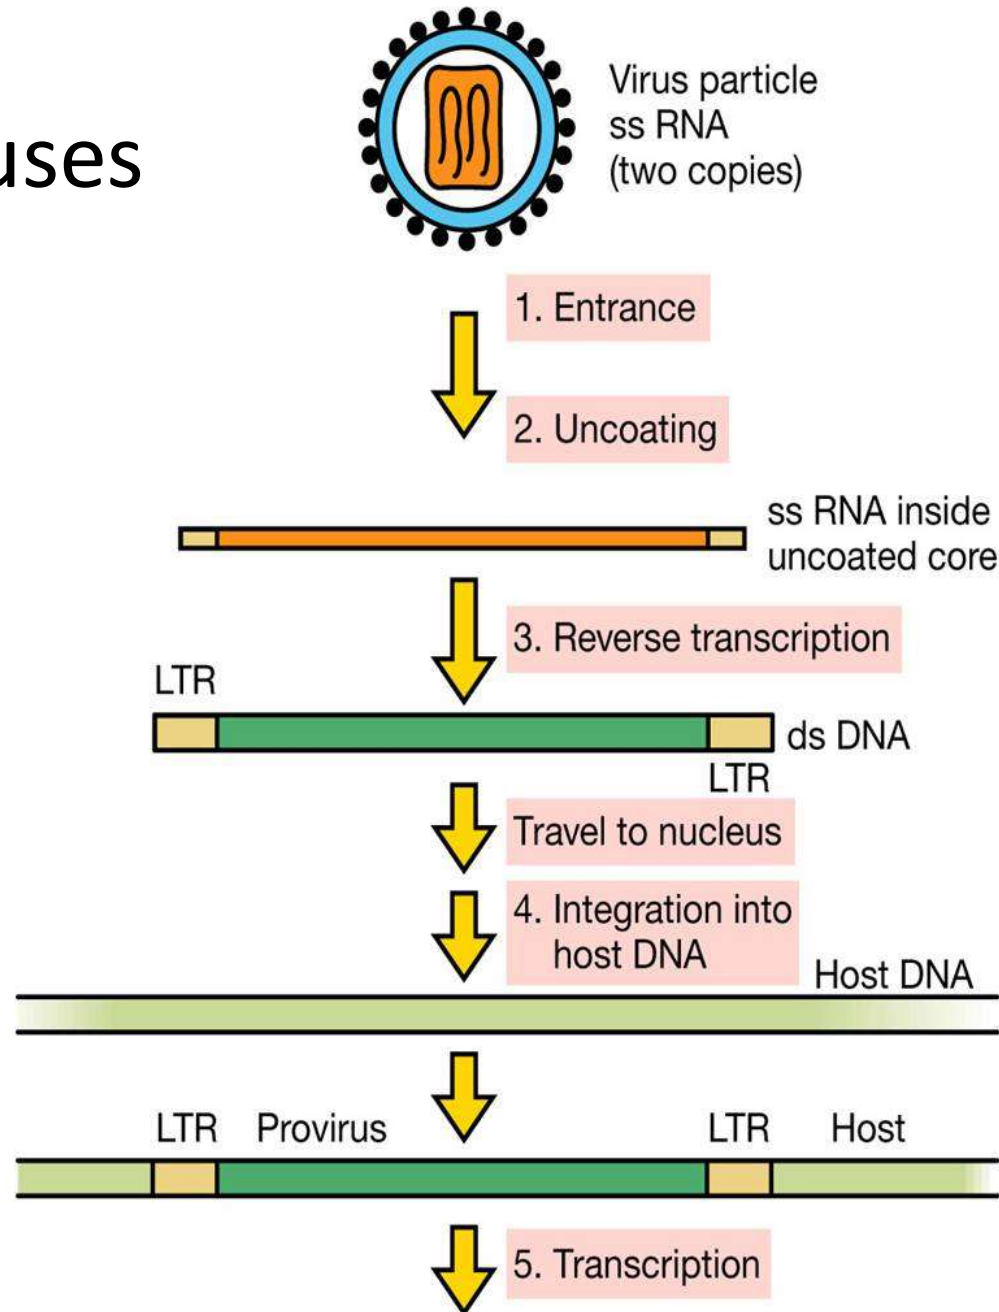 uses
Virus particle
ss RNA
(two copies)
1. Entrance
2. Uncoating
ss RNA inside
uncoated core
3. Reverse transcription
LTR
ds DNA
LTR
Travel to nucleus
4. Integration into
host DNA
Host DNA
LTR Provirus LTR Host
5. Transcription